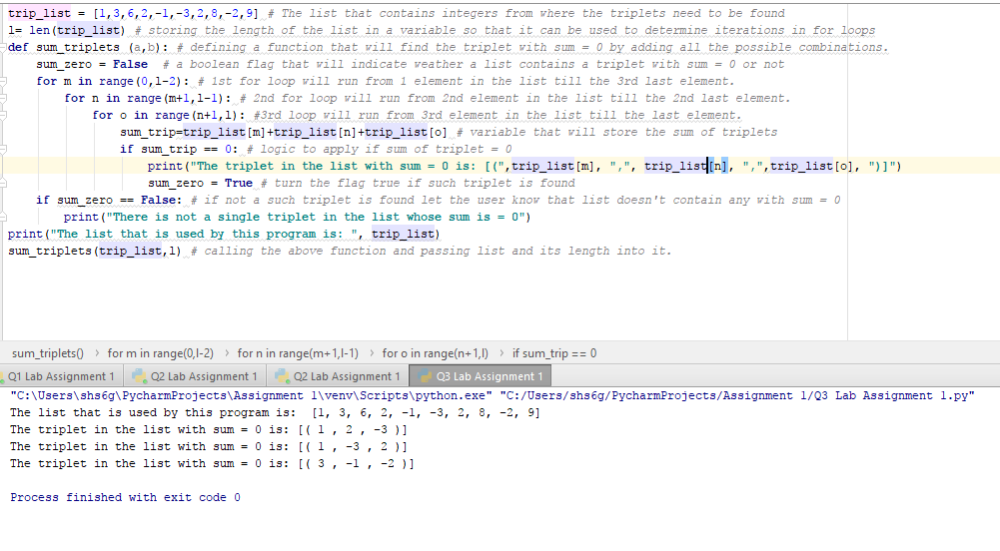 trip_list = [1,3,6,2,-1,-3,2,8,-2,9] # The list that contains integers from where the triplets need to be found
l= len(trip_list) # storing the length of the list in a variable so that it can be used to determine iterations in for loops
def sum_triplets (a,b): # defining a function that will find the triplet with sum = 0 by adding all the possible combinations.
    sum_zero = False  # a boolean flag that will indicate weather a list contains a triplet with sum = 0 or not
    for m in range(0,l-2): # 1st for loop will run from 1 element in the list till the 3rd last element.
        for n in range(m+1,l-1): # 2nd for loop will run from 2nd element in the list till the 2nd last element.
            for o in range(n+1,l): #3rd loop will run from 3rd element in the list till the last element.
                sum_trip=trip_list[m]+trip_list[n]+trip_list[o] # variable that will store the sum of triplets
                if sum_trip == 0: # logic to apply if sum of triplet = 0
                    print("The triplet in the list with sum = 0 is: [(",trip_list[m], ",", trip_list[n], ",",trip_list[o], ")]")
                    sum_zero = True # turn the flag true if such triplet is found
    if sum_zero == False: # if not a such triplet is found let the user know that list doesn't contain any with sum = 0
        print("There is not a single triplet in the list whose sum is = 0")
print("The list that is used by this program is: ", trip_list)
sum_triplets(trip_list,l) # calling the above function and passing list and its length into it.
sum_triplets() › for m in range(0,l-2) › for n in range(m+1,l-1) › for o in range(n+1,l) › if sum_trip == 0
Q1 Lab Assignment 1 Q2 Lab Assignment 1 Q2 Lab Assignment 1 Q3 Lab Assignment 1
"C:\Users\shs6g\PycharmProjects\Assignment 1\venv\Scripts\python.exe" "C:/Users/shs6g/PycharmProjects/Assignment 1/Q3 Lab Assignment 1.py"
The list that is used by this program is:  [1, 3, 6, 2, -1, -3, 2, 8, -2, 9]
The triplet in the list with sum = 0 is: [( 1 , 2 , -3 )]
The triplet in the list with sum = 0 is: [( 1 , -3 , 2 )]
The triplet in the list with sum = 0 is: [( 3 , -1 , -2 )]
Process finished with exit code 0